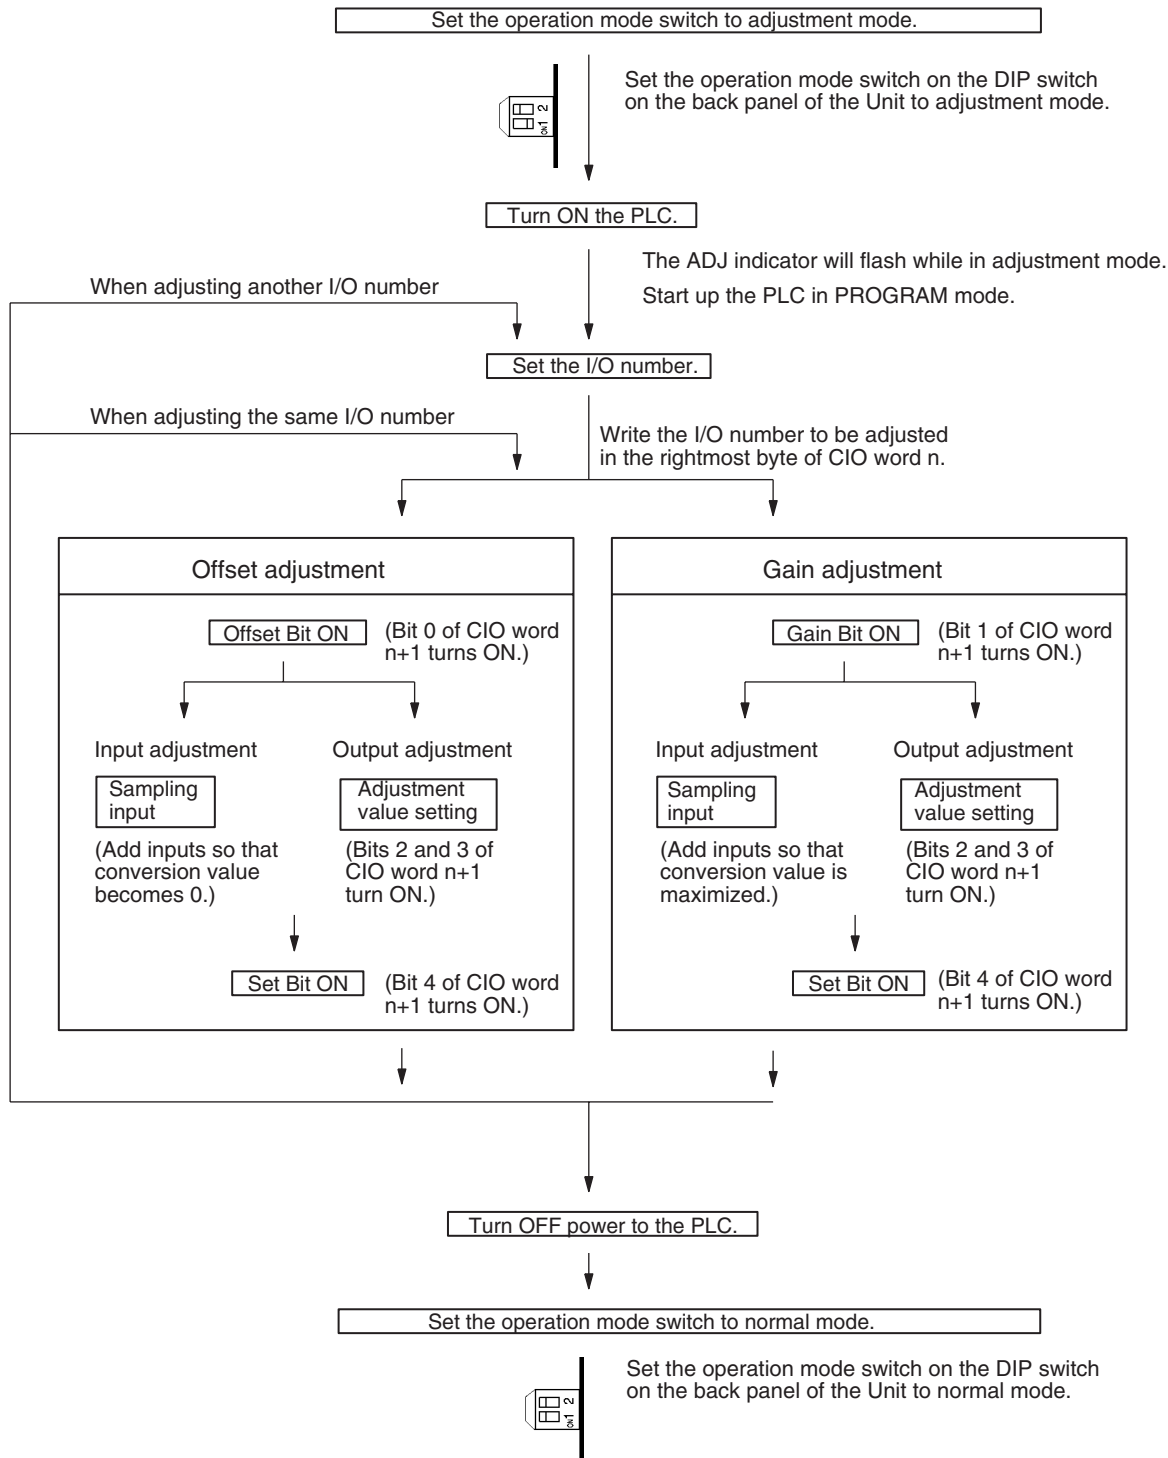 Set the operation mode switch to adjustment mode.
Set the operation mode switch on the DIP switch
on the back panel of the Unit to adjustment mode.
ON 1 2
Turn ON the PLC.
The ADJ indicator will flash while in adjustment mode.
Start up the PLC in PROGRAM mode.
When adjusting another I/O number
Set the I/O number.
When adjusting the same I/O number
Write the I/O number to be adjusted
in the rightmost byte of CIO word n.
Offset adjustment
Offset Bit ON
(Bit 0 of CIO word
n+1 turns ON.)
Input adjustment
Sampling
input
(Add inputs so that
conversion value
becomes 0.)
Output adjustment
Adjustment
value setting
(Bits 2 and 3 of
CIO word n+1
turn ON.)
Set Bit ON
(Bit 4 of CIO word
n+1 turns ON.)
Gain adjustment
Gain Bit ON
(Bit 1 of CIO word
n+1 turns ON.)
Input adjustment
Sampling
input
(Add inputs so that
conversion value is
maximized.)
Output adjustment
Adjustment
value setting
(Bits 2 and 3 of
CIO word n+1
turn ON.)
Set Bit ON
(Bit 4 of CIO word
n+1 turns ON.)
Turn OFF power to the PLC.
Set the operation mode switch to normal mode.
Set the operation mode switch on the DIP switch
on the back panel of the Unit to normal mode.
ON 1 2